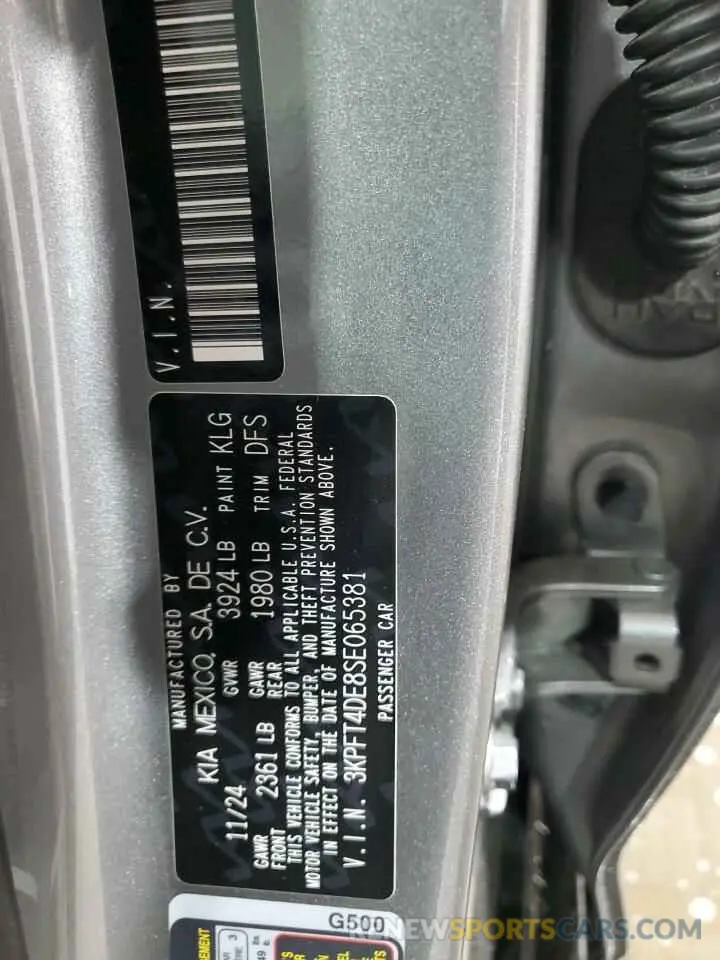 V.I.N.
MANUFACTURED BY
KIA MEXICO, S.A. DE C.V.
11/24 GVWR 3924 LB PAINT KLG
GAWR FRONT 2361 LB GAWR REAR 1980 LB TRIM DFS
THIS VEHICLE CONFORMS TO ALL APPLICABLE U.S.A. FEDERAL
MOTOR VEHICLE SAFETY, BUMPER, AND THEFT PREVENTION STANDARDS
IN EFFECT ON THE DATE OF MANUFACTURE SHOWN ABOVE.
V.I.N. 3KPFT4DE8SE065381
PASSENGER CAR
G500
NEWSPORTSCARS.COM